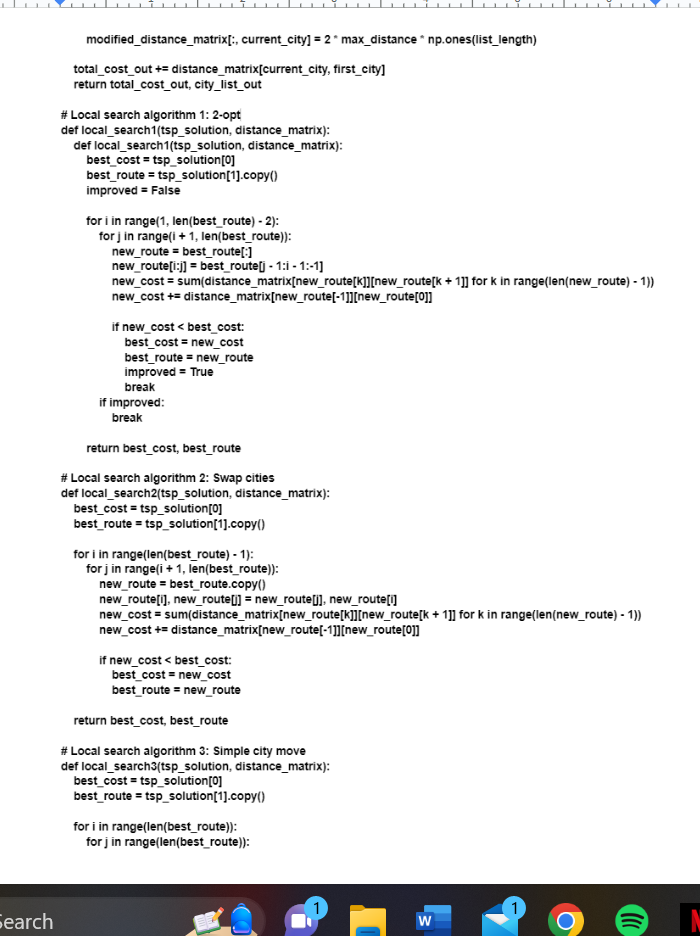 modified_distance_matrix[:, current_city] = 2 * max_distance * np.ones(list_length)
total_cost_out += distance_matrix[current_city, first_city]
return total_cost_out, city_list_out
# Local search algorithm 1: 2-opt
def local_search1(tsp_solution, distance_matrix):
def local_search1(tsp_solution, distance_matrix):
best_cost = tsp_solution[0]
best_route = tsp_solution[1].copy()
improved = False
for i in range(1, len(best_route) - 2):
for j in range(i + 1, len(best_route)):
new_route = best_route[:]
new_route[i:j] = best_route[j - 1:i - 1:-1]
new_cost = sum(distance_matrix[new_route[k]][new_route[k + 1]] for k in range(len(new_route) - 1))
new_cost += distance_matrix[new_route[-1]][new_route[0]]
if new_cost < best_cost:
best_cost = new_cost
best_route = new_route
improved = True
break
if improved:
break
return best_cost, best_route
# Local search algorithm 2: Swap cities
def local_search2(tsp_solution, distance_matrix):
best_cost = tsp_solution[0]
best_route = tsp_solution[1].copy()
for i in range(len(best_route) - 1):
for j in range(i + 1, len(best_route)):
new_route = best_route.copy()
new_route[i], new_route[j] = new_route[j], new_route[i]
new_cost = sum(distance_matrix[new_route[k]][new_route[k + 1]] for k in range(len(new_route) - 1))
new_cost += distance_matrix[new_route[-1]][new_route[0]]
if new_cost < best_cost:
best_cost = new_cost
best_route = new_route
return best_cost, best_route
# Local search algorithm 3: Simple city move
def local_search3(tsp_solution, distance_matrix):
best_cost = tsp_solution[0]
best_route = tsp_solution[1].copy()
for i in range(len(best_route)):
for j in range(len(best_route)):
Search 1 W 1